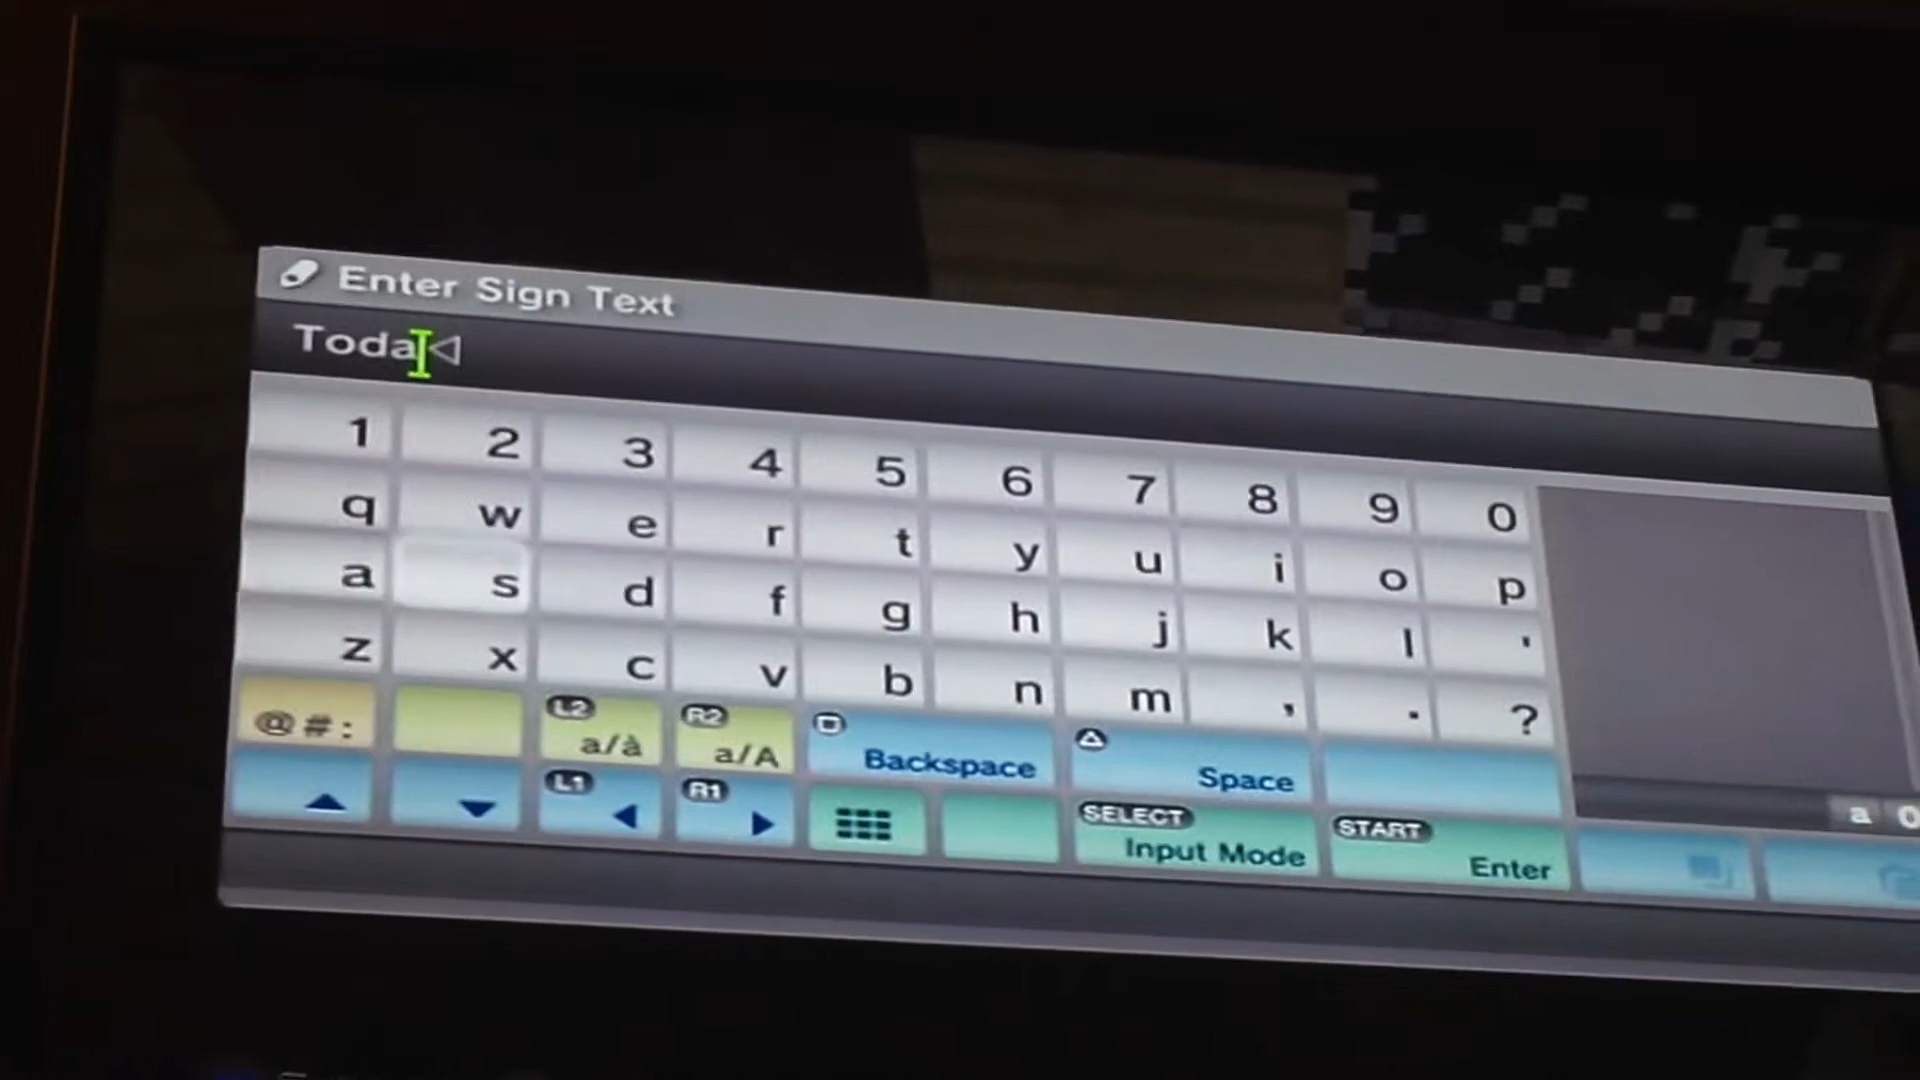 Enter Sign Text
Toda
1 2 3 4 5 6 7 8 9 0
q w e r t y u i o p
a s d f g h j k l '
z x c v b n m , . ?
@#: L2 a/à R2 a/A Backspace Space
L1 R1 SELECT Input Mode START Enter
a 0